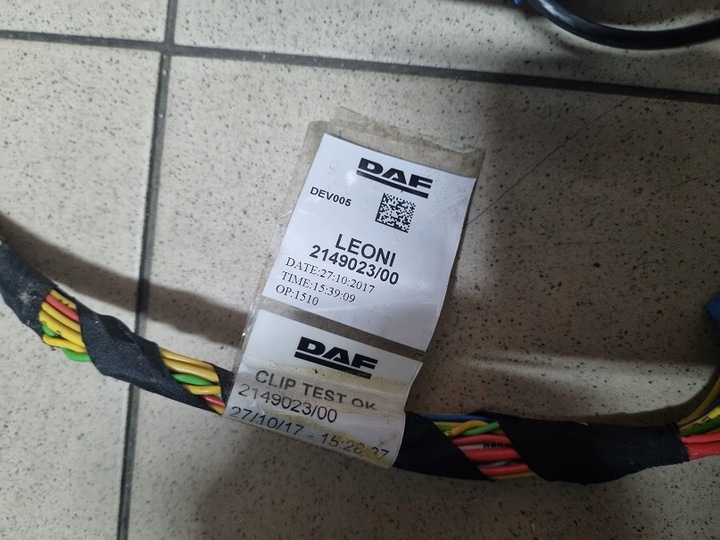 DAF
DEV005
LEONI
2149023/00
DATE:27:10:2017
TIME:15:39:09
OP:1510
DAF
CLIP TEST OK
2149023/00
27/10/17 - 15:28:37